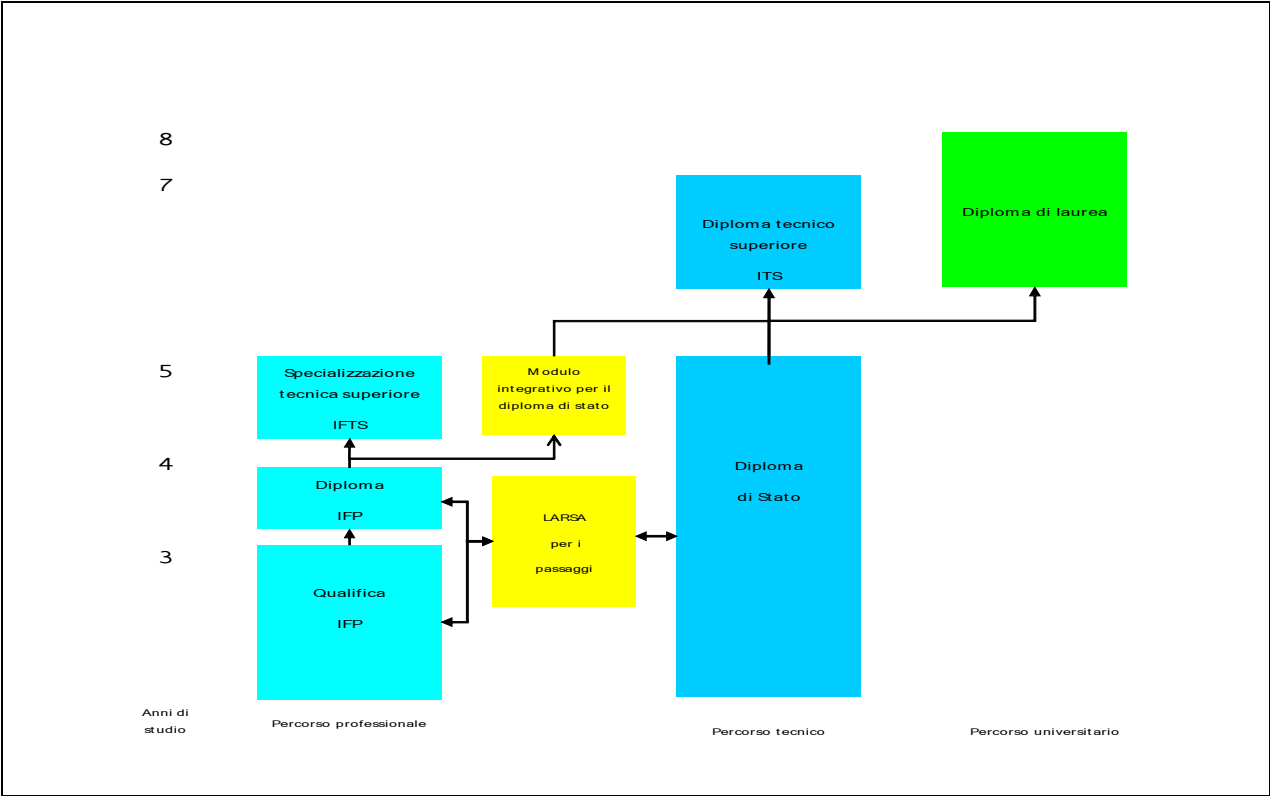 8
7
Diploma di laurea
Diploma tecnico
superiore
ITS
5
Specializzazione
tecnica superiore
IFTS
Modulo
integrativo per il
diploma di stato
4
Diploma
IFP
Diploma
di Stato
LARSA
per i
passaggi
3
Qualifica
IFP
Anni di
studio
Percorso professionale
Percorso tecnico
Percorso universitario